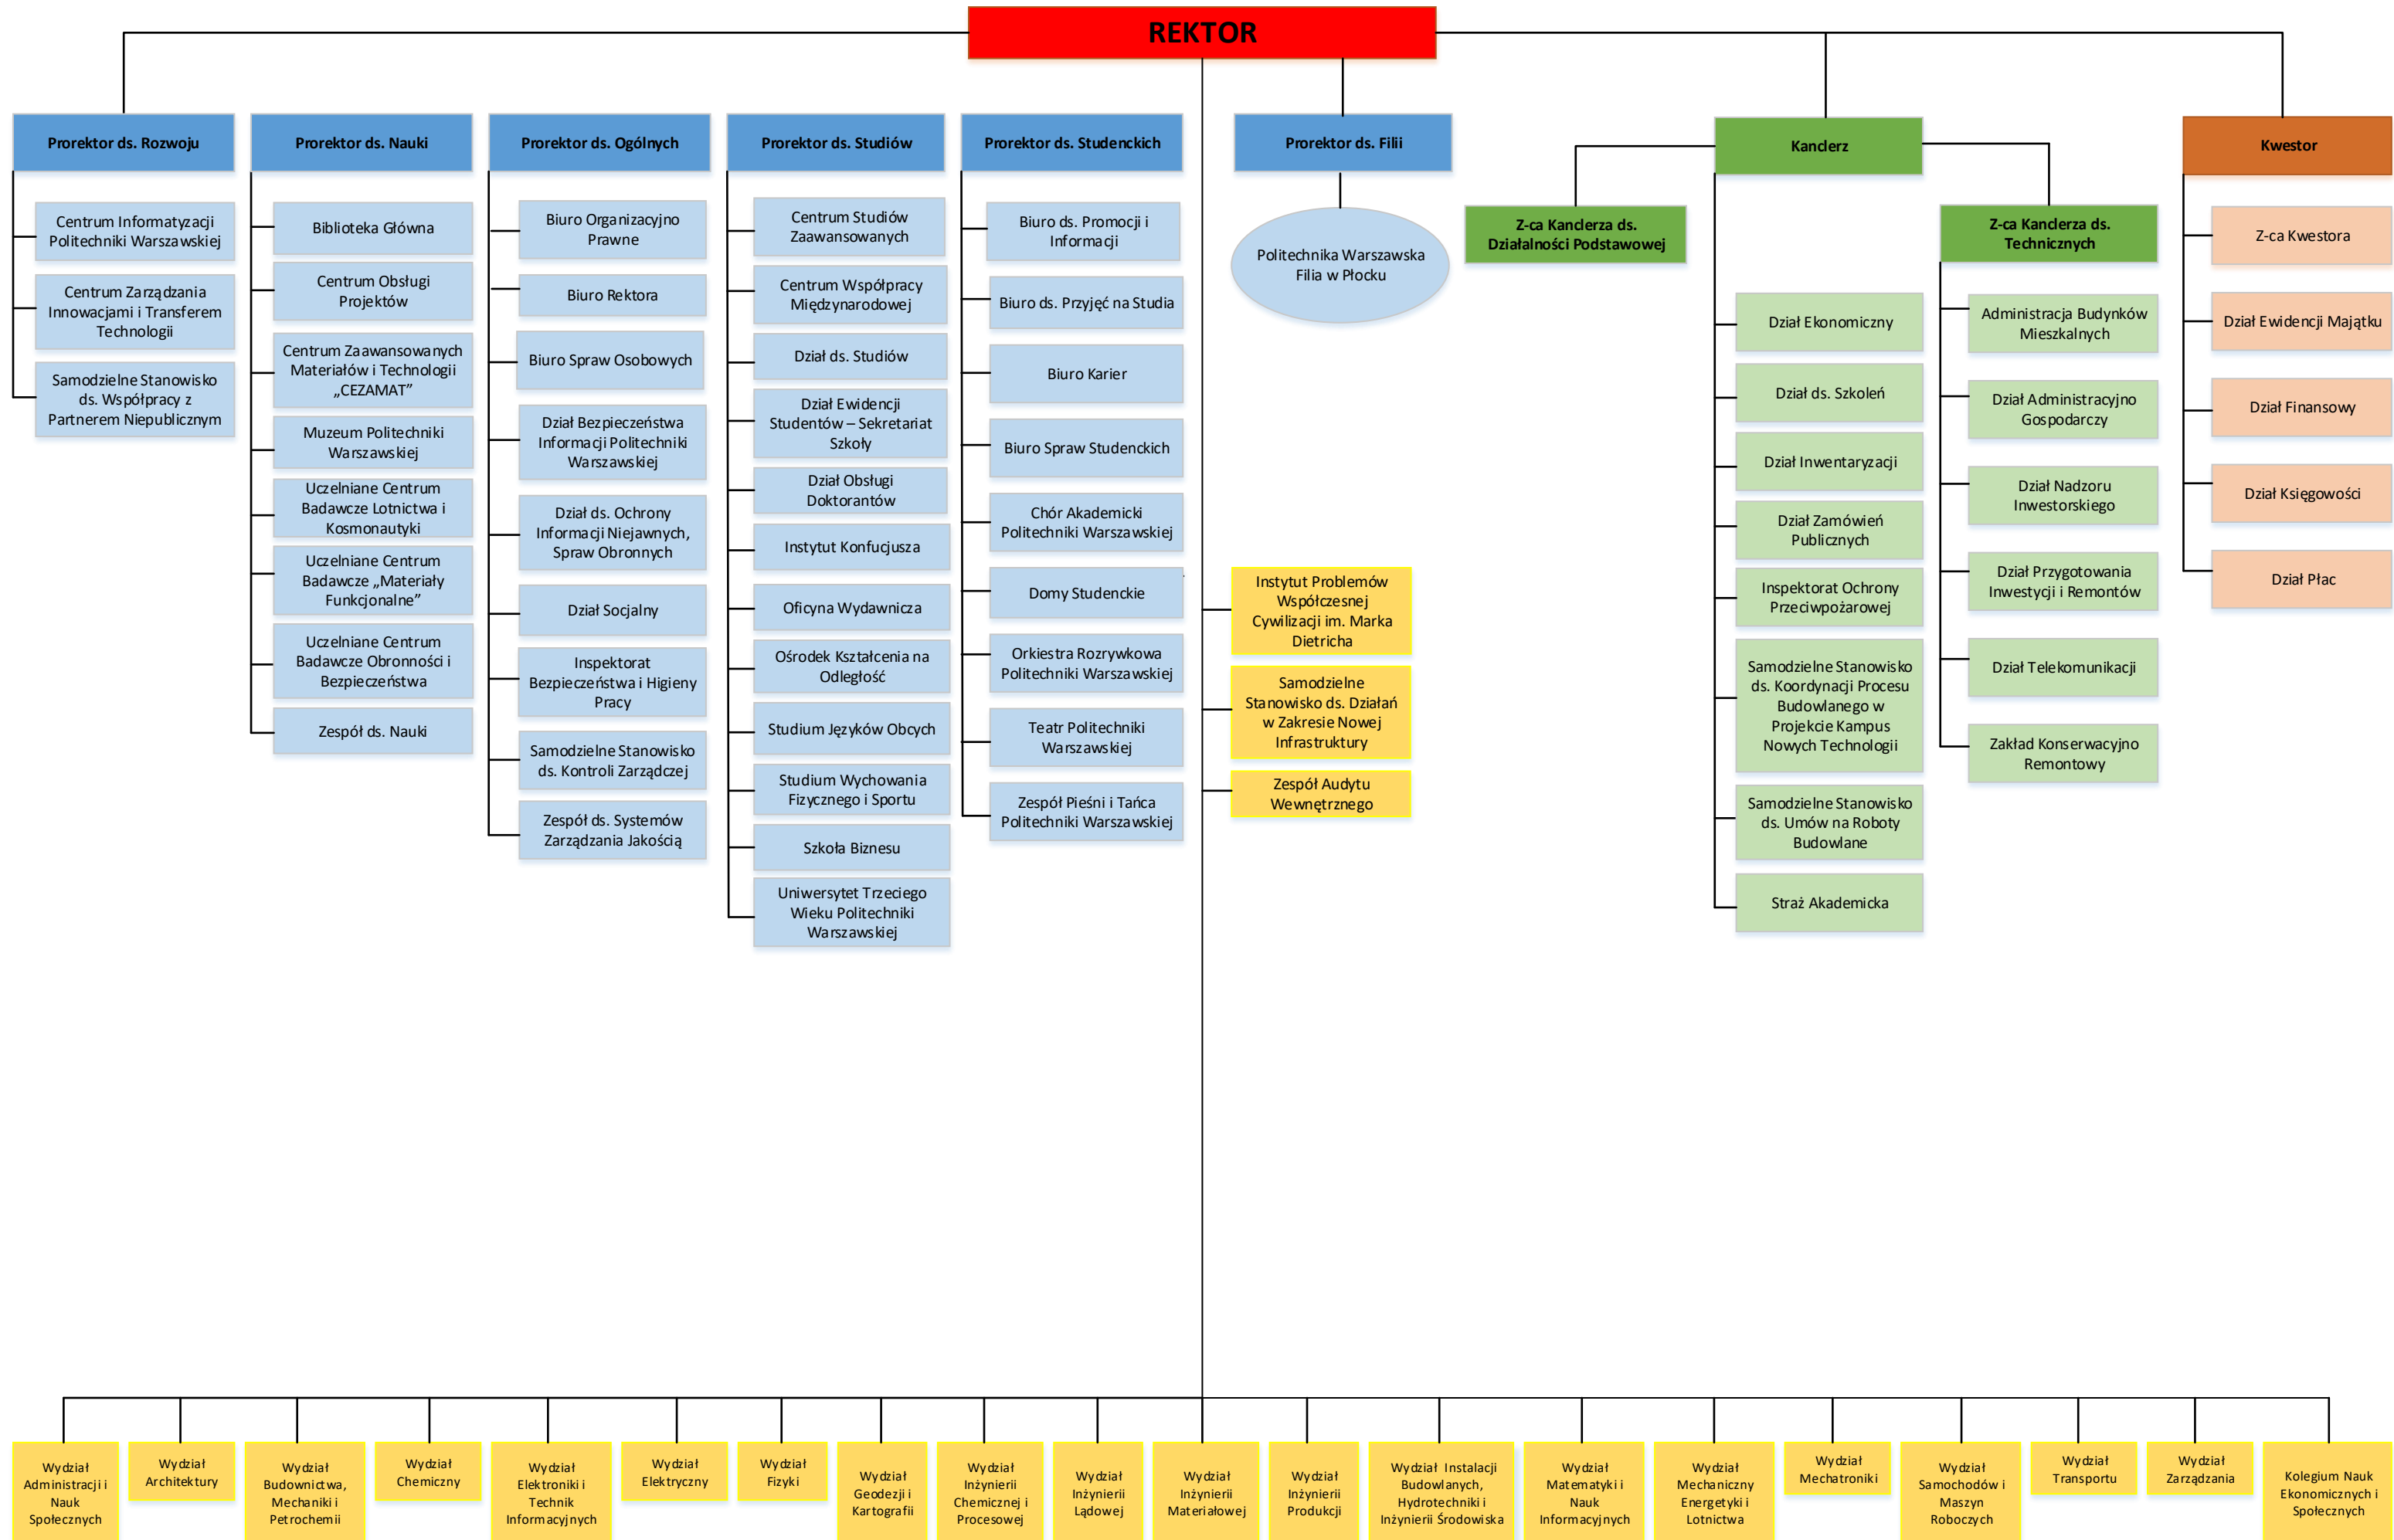 REKTOR
Prorektor ds. Rozwoju
Centrum Informatyzacji
Politechniki Warszawskiej
Centrum Zarządzania
Innowacjami i Transferem
Technologii
Samodzielne Stanowisko
ds. Współpracy z
Partnerem Niepublicznym
Prorektor ds. Nauki
Biblioteka Główna
Centrum Obsługi
Projektów
Centrum Zaawansowanych
Materiałów i Technologii
„CEZAMAT”
Muzeum Politechniki
Warszawskiej
Uczelniane Centrum
Badawcze Lotnictwa i
Kosmonautyki
Uczelniane Centrum
Badawcze „Materiały
Funkcjonalne”
Uczelniane Centrum
Badawcze Obronności i
Bezpieczeństwa
Zespół ds. Nauki
Prorektor ds. Ogólnych
Biuro Organizacyjno
Prawne
Biuro Rektora
Biuro Spraw Osobowych
Dział Bezpieczeństwa
Informacji Politechniki
Warszawskiej
Dział ds. Ochrony
Informacji Niejawnych,
Spraw Obronnych
Dział Socjalny
Inspektorat
Bezpieczeństwa i Higieny
Pracy
Samodzielne Stanowisko
ds. Kontroli Zarządczej
Zespół ds. Systemów
Zarządzania Jakością
Prorektor ds. Studiów
Centrum Studiów
Zaawansowanych
Centrum Współpracy
Międzynarodowej
Dział ds. Studiów
Dział Ewidencji
Studentów – Sekretariat
Szkoły
Dział Obsługi
Doktorantów
Instytut Konfucjusza
Oficyna Wydawnicza
Ośrodek Kształcenia na
Odległość
Studium Języków Obcych
Studium Wychowania
Fizycznego i Sportu
Szkoła Biznesu
Uniwersytet Trzeciego
Wieku Politechniki
Warszawskiej
Prorektor ds. Studenckich
Biuro ds. Promocji i
Informacji
Biuro ds. Przyjęć na Studia
Biuro Karier
Biuro Spraw Studenckich
Chór Akademicki
Politechniki Warszawskiej
Domy Studenckie
Orkiestra Rozrywkowa
Politechniki Warszawskiej
Teatr Politechniki
Warszawskiej
Zespół Pieśni i Tańca
Politechniki Warszawskiej
Prorektor ds. Filii
Politechnika Warszawska
Filia w Płocku
Instytut Problemów
Współczesnej
Cywilizacji im. Marka
Dietricha
Samodzielne
Stanowisko ds. Działań
w Zakresie Nowej
Infrastruktury
Zespół Audytu
Wewnętrznego
Kanclerz
Z-ca Kanclerza ds.
Działalności Podstawowej
Dział Ekonomiczny
Dział ds. Szkoleń
Dział Inwentaryzacji
Dział Zamówień
Publicznych
Inspektorat Ochrony
Przeciwpożarowej
Samodzielne Stanowisko
ds. Koordynacji Procesu
Budowlanego w
Projekcie Kampus
Nowych Technologii
Samodzielne Stanowisko
ds. Umów na Roboty
Budowlane
Straż Akademicka
Z-ca Kanclerza ds.
Technicznych
Administracja Budynków
Mieszkalnych
Dział Administracyjno
Gospodarczy
Dział Nadzoru
Inwestorskiego
Dział Przygotowania
Inwestycji i Remontów
Dział Telekomunikacji
Zakład Konserwacyjno
Remontowy
Kwestor
Z-ca Kwestora
Dział Ewidencji Majątku
Dział Finansowy
Dział Księgowości
Dział Płac
Wydział
Administracji i
Nauk
Społecznych
Wydział
Architektury
Wydział
Budownictwa,
Mechaniki i
Petrochemii
Wydział
Chemiczny
Wydział
Elektroniki i
Technik
Informacyjnych
Wydział
Elektryczny
Wydział
Fizyki
Wydział
Geodezji i
Kartografii
Wydział
Inżynierii
Chemicznej i
Procesowej
Wydział
Inżynierii
Lądowej
Wydział
Inżynierii
Materiałowej
Wydział
Inżynierii
Produkcji
Wydział Instalacji
Budowlanych,
Hydrotechniki i
Inżynierii Środowiska
Wydział
Matematyki i
Nauk
Informacyjnych
Wydział
Mechaniczny
Energetyki i
Lotnictwa
Wydział
Mechatroniki
Wydział
Samochodów i
Maszyn
Roboczych
Wydział
Transportu
Wydział
Zarządzania
Kolegium Nauk
Ekonomicznych i
Społecznych